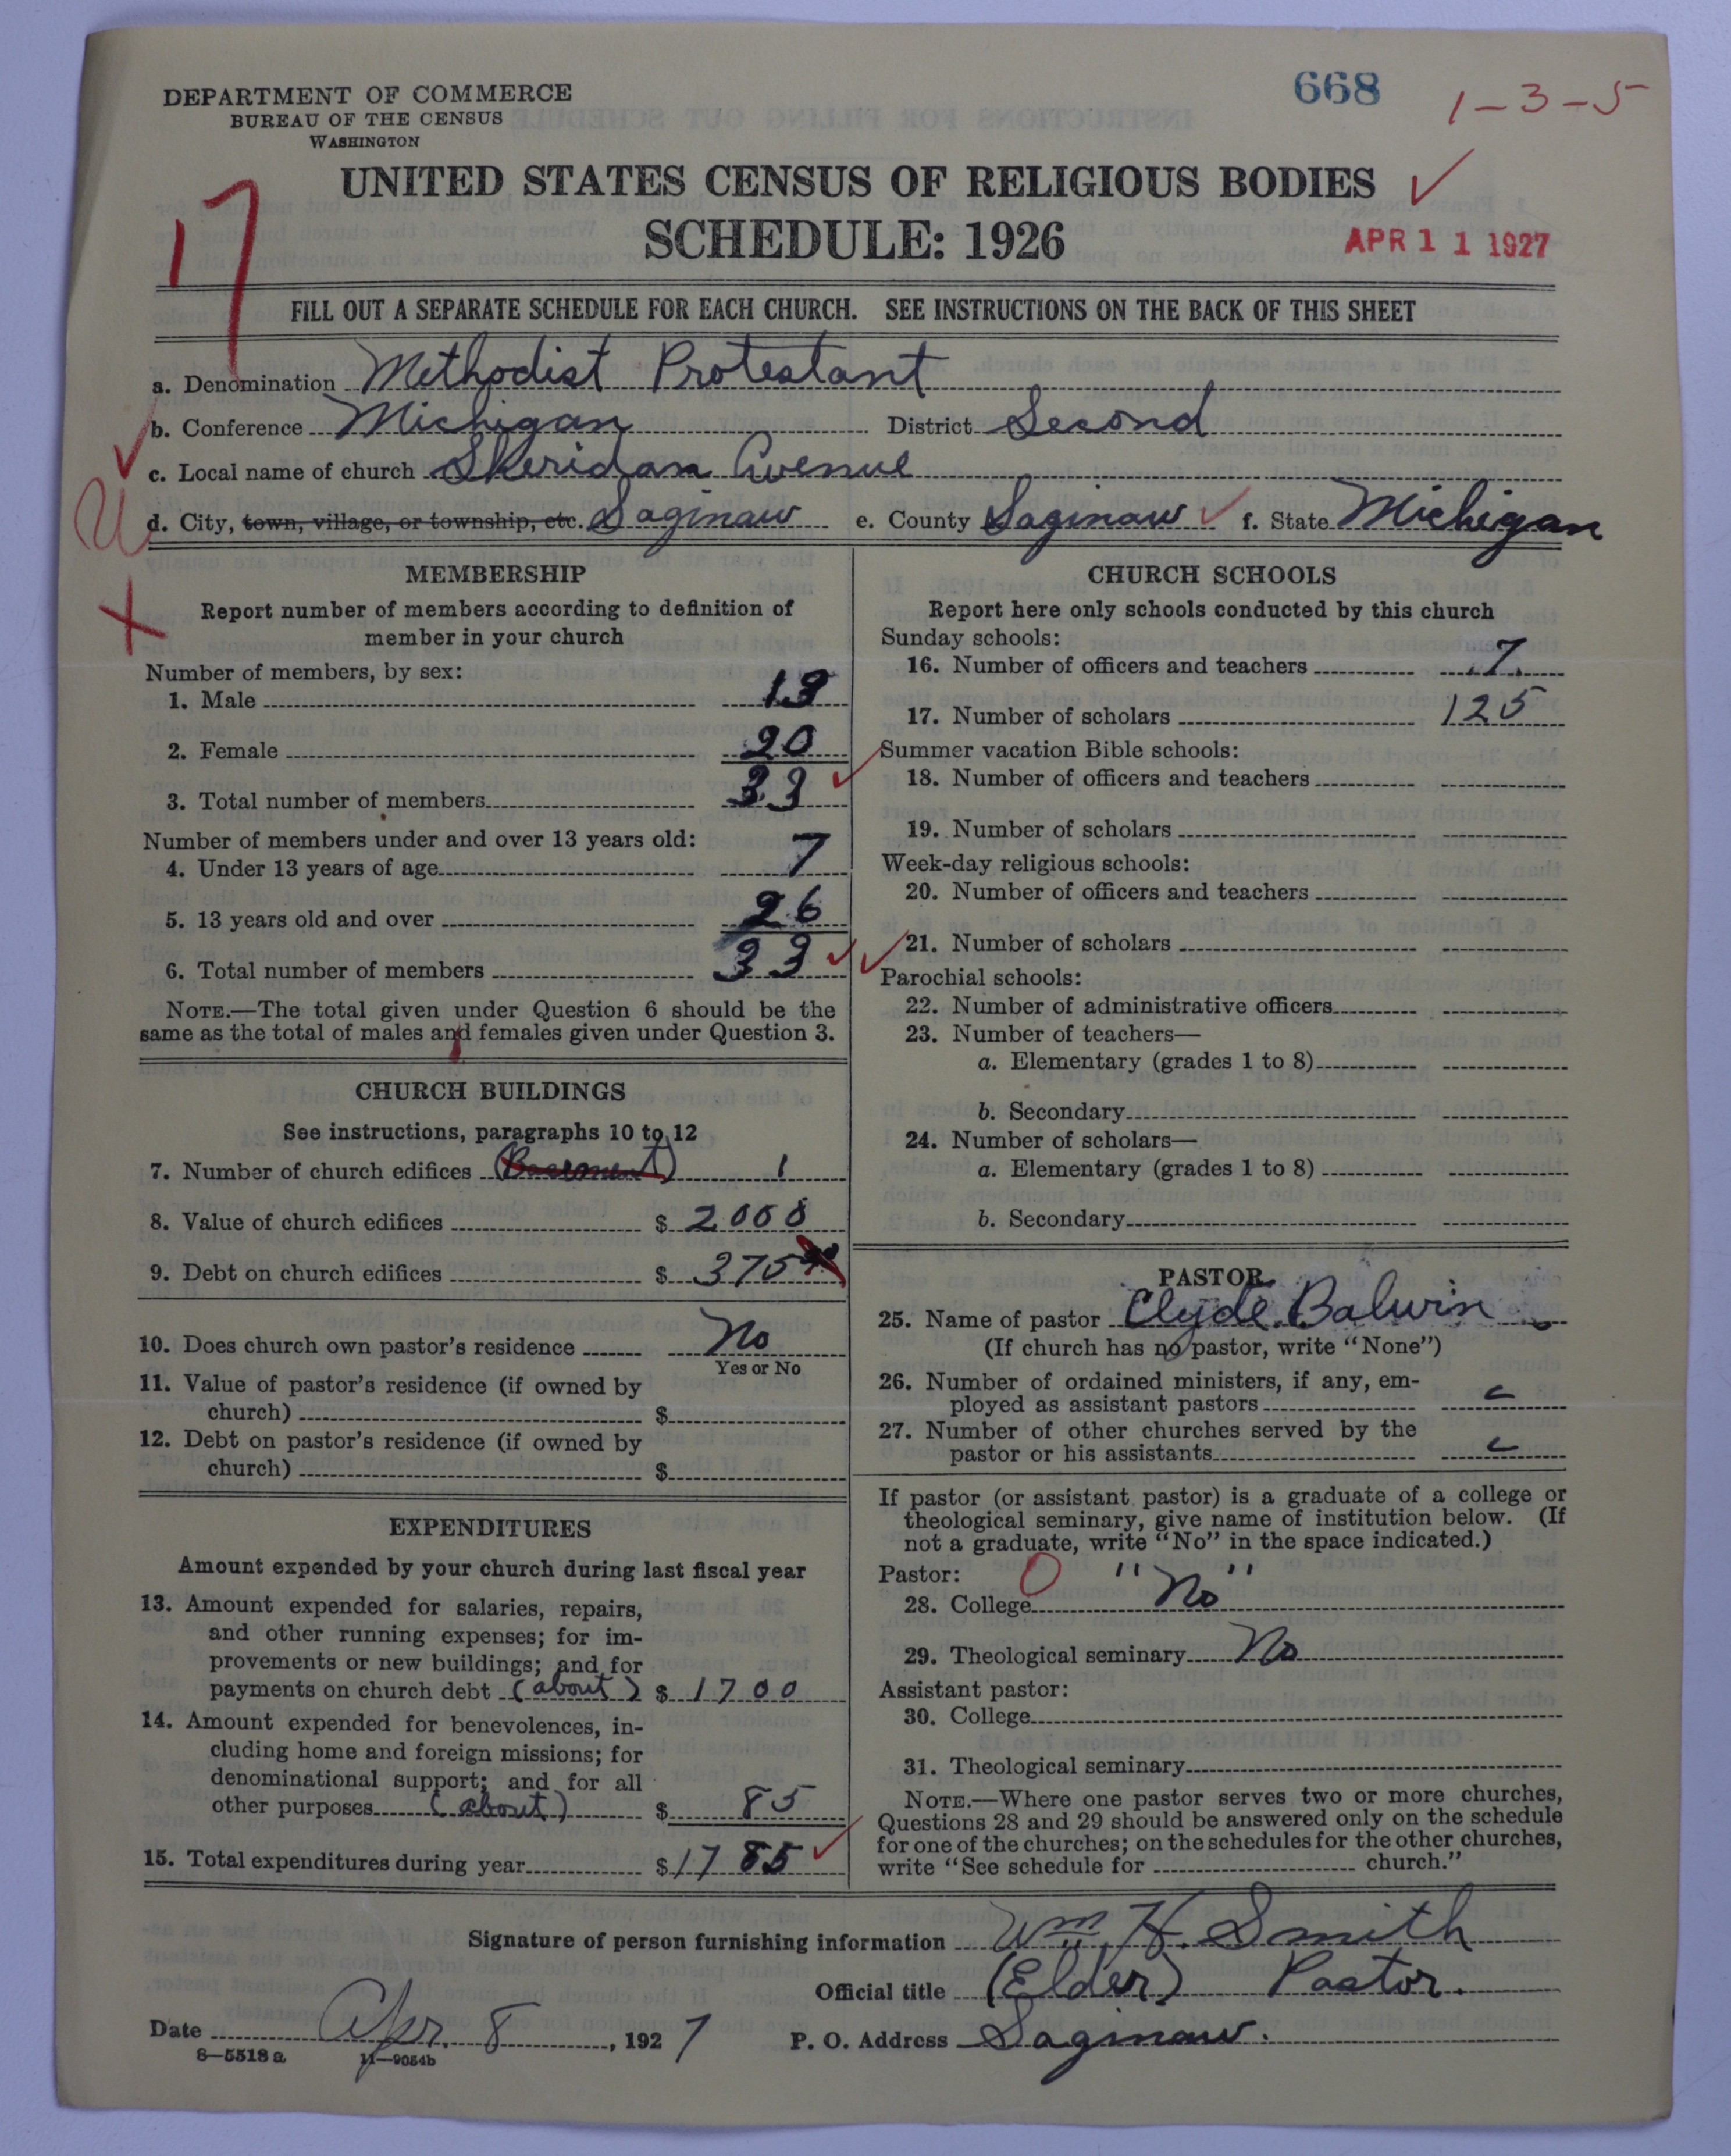 668
1-3-5
DEPARTMENT OF COMMERCE
BUREAU OF THE CENSUS
WASHINGTON
UNITED STATES CENSUS OF RELIGIOUS BODIES
SCHEDULE: 1926
APR 11 1927
17
FILL OUT A SEPARATE SCHEDULE FOR EACH CHURCH. SEE INSTRUCTIONS ON THE BACK OF THIS SHEET
a. Denomination Methodist Protestant
b. Conference Michigan District Second
c. Local name of church Sheridan Avenue
d. City, town, village, or township, etc. Saginaw e. County Saginaw f. State Michigan
MEMBERSHIP
Report number of members according to definition of
member in your church
Number of members, by sex:
1. Male 13
2. Female 20
3. Total number of members 33
Number of members under and over 13 years old:
4. Under 13 years of age 7
5. 13 years old and over 26
6. Total number of members 33
NOTE.—The total given under Question 6 should be the
same as the total of males and females given under Question 3.
CHURCH BUILDINGS
See instructions, paragraphs 10 to 12
7. Number of church edifices (Basement) 1
8. Value of church edifices $ 2000
9. Debt on church edifices $ 375
10. Does church own pastor's residence No
Yes or No
11. Value of pastor's residence (if owned by
church) $
12. Debt on pastor's residence (if owned by
church) $
EXPENDITURES
Amount expended by your church during last fiscal year
13. Amount expended for salaries, repairs,
and other running expenses; for im-
provements or new buildings; and for
payments on church debt (about) $ 1700
14. Amount expended for benevolences, in-
cluding home and foreign missions; for
denominational support; and for all
other purposes (about) $ 85
15. Total expenditures during year $ 1785
CHURCH SCHOOLS
Report here only schools conducted by this church
Sunday schools:
16. Number of officers and teachers 7
17. Number of scholars 125
Summer vacation Bible schools:
18. Number of officers and teachers
19. Number of scholars
Week-day religious schools:
20. Number of officers and teachers
21. Number of scholars
Parochial schools:
22. Number of administrative officers
23. Number of teachers—
a. Elementary (grades 1 to 8)
b. Secondary
24. Number of scholars—
a. Elementary (grades 1 to 8)
b. Secondary
PASTOR
25. Name of pastor Clyde Balwin
(If church has no pastor, write "None")
26. Number of ordained ministers, if any, em-
ployed as assistant pastors
27. Number of other churches served by the
pastor or his assistants
If pastor (or assistant pastor) is a graduate of a college or
theological seminary, give name of institution below. (If
not a graduate, write "No" in the space indicated.)
Pastor: 0
28. College "No"
29. Theological seminary No
Assistant pastor:
30. College
31. Theological seminary
NOTE.—Where one pastor serves two or more churches,
Questions 28 and 29 should be answered only on the schedule
for one of the churches; on the schedules for the other churches,
write "See schedule for church."
Signature of person furnishing information Wm. H. Smith
Official title (Elder) Pastor.
Date Apr. 8, 1927 P. O. Address Saginaw.
8—5518 a 11—9054b